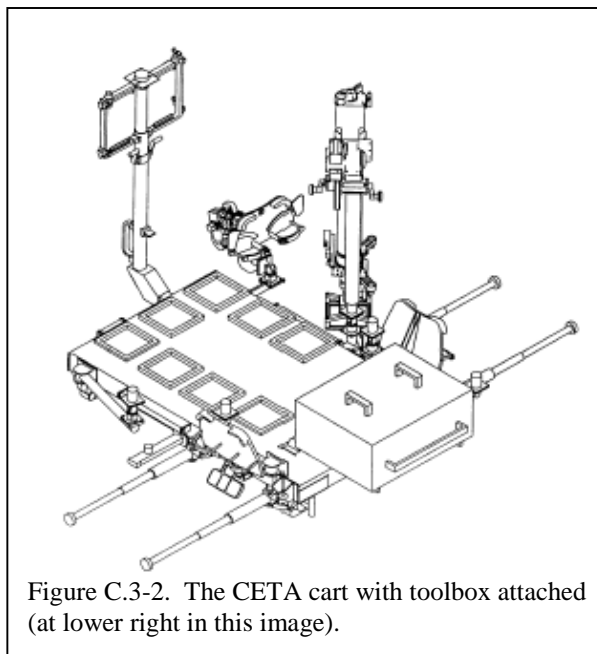 Figure C.3-2.  The CETA cart with toolbox attached
(at lower right in this image).